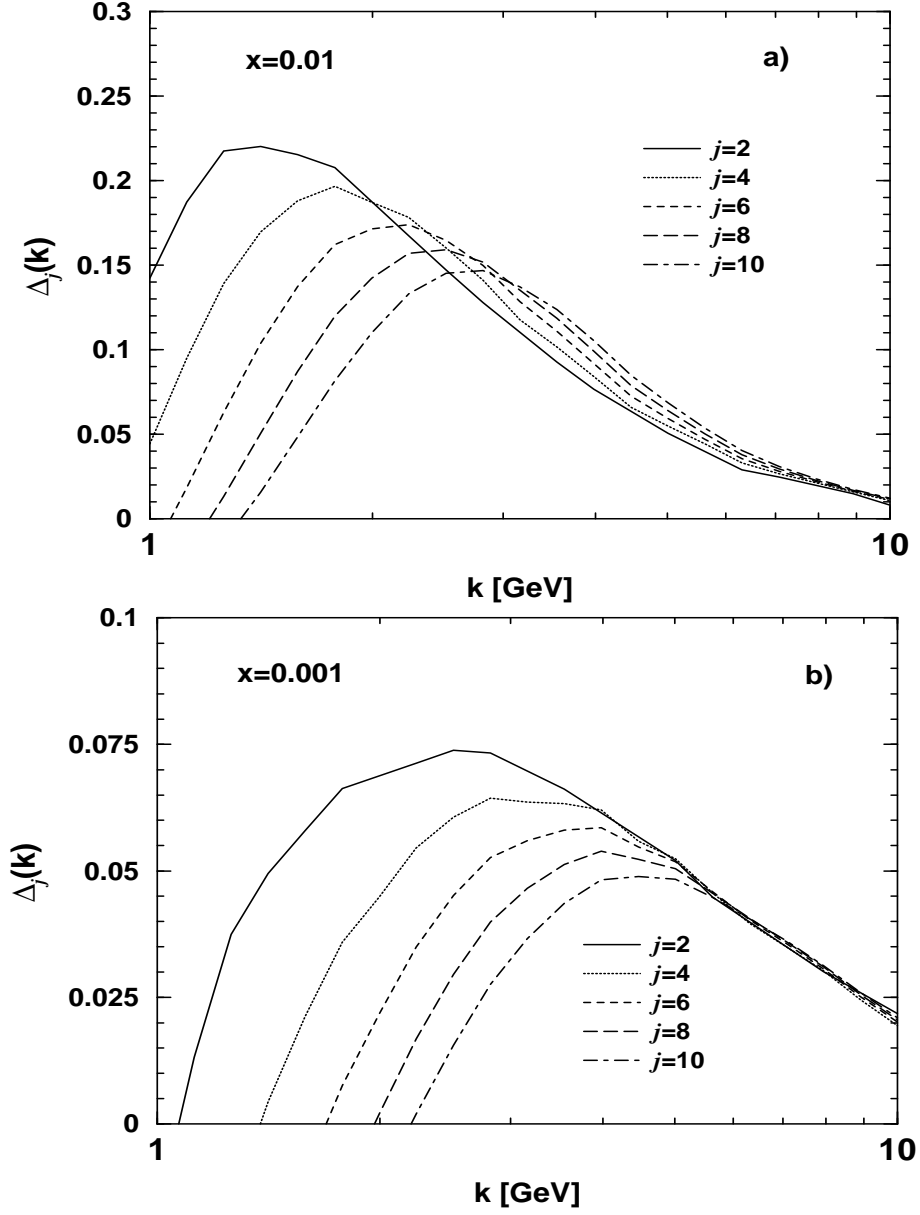 0.3
x=0.01
a)
0.25
0.2
0.15
0.1
0.05
0
Δj(k)
j=2
j=4
j=6
j=8
j=10
1
10
k [GeV]
0.1
x=0.001
b)
0.075
0.05
0.025
0
Δj(k)
j=2
j=4
j=6
j=8
j=10
1
10
k [GeV]